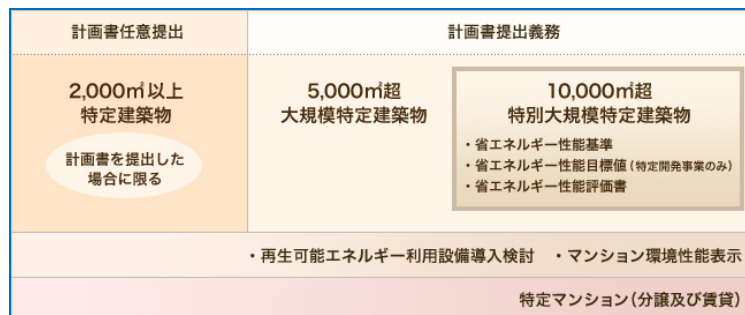 計画書任意提出
計画書提出義務
2,000㎡以上
特定建築物
計画書を提出した
場合に限る
5,000㎡超
大規模特定建築物
10,000㎡超
特別大規模特定建築物
・省エネルギー性能基準
・省エネルギー性能目標値(特定開発事業のみ)
・省エネルギー性能評価書
・再生可能エネルギー利用設備導入検討 ・マンション環境性能表示
特定マンション(分譲及び賃貸)